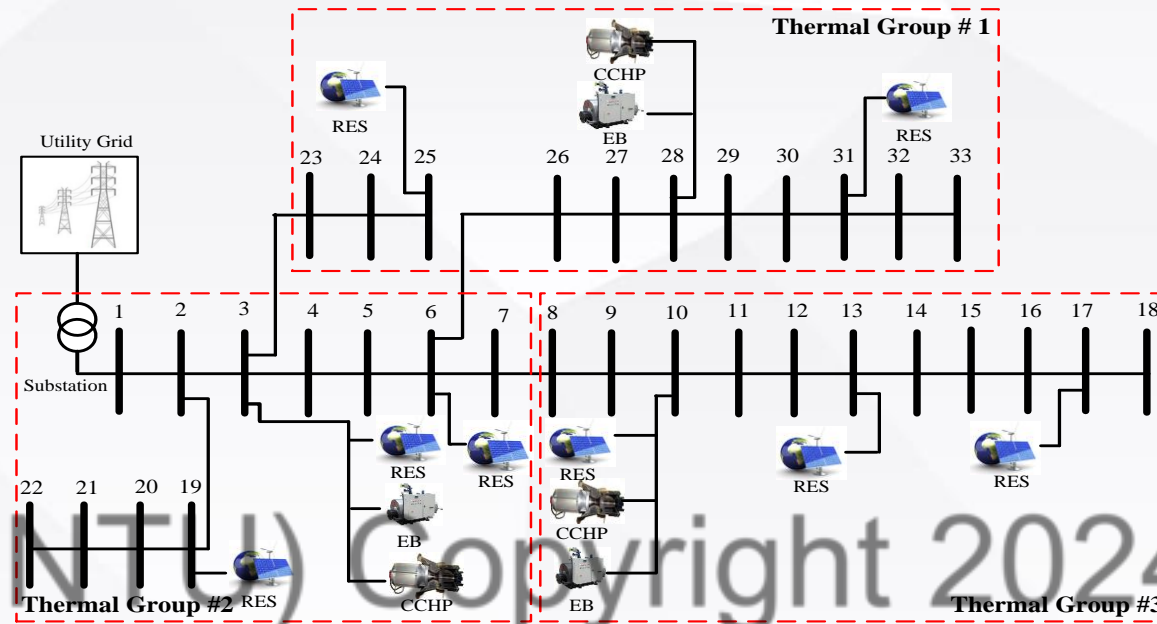 Thermal Group # 1
CCHP
RES
EB
RES
Utility Grid
23 24 25 26 27 28 29 30 31 32 33
1 2 3 4 5 6 7 8 9 10 11 12 13 14 15 16 17 18
Substation
RES RES RES RES RES
22 21 20 19
EB CCHP
NTU) Copyright 2024
Thermal Group #2 RES CCHP EB Thermal Group #3